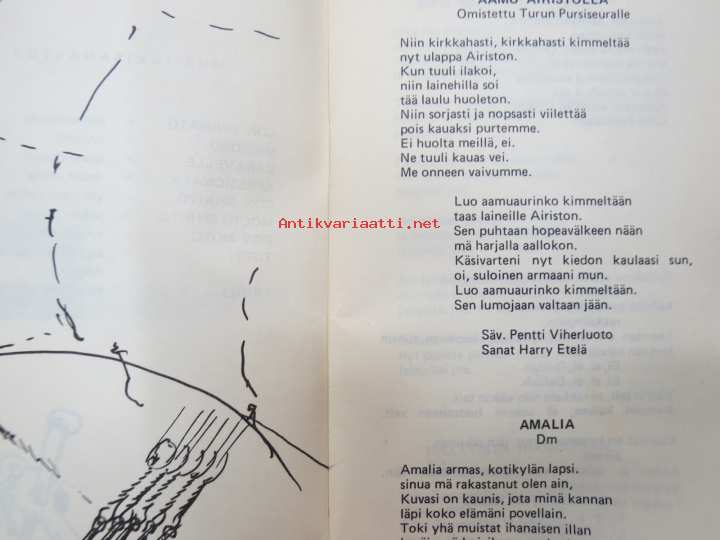 AAMU AIRISTOLLA
Omistettu Turun Pursiseuralle
Niin kirkkahasti, kirkkahasti kimmeltää
nyt ulappa Airiston.
Kun tuuli ilakoi,
niin lainehilla soi
tää laulu huoleton.
Niin sorjasti ja nopsasti viilettää
pois kauaksi purtemme.
Ei huolta meillä, ei.
Ne tuuli kauas vei.
Me onneen vaivumme.
Luo aamuaurinko kimmeltään
taas laineille Airiston.
Sen puhtaan hopeavälkeen nään
mä harjalla aallokon.
Käsivarteni nyt kiedon kaulaasi sun,
oi, suloinen armaani mun.
Luo aamuaurinko kimmeltään.
Sen lumojaan valtaan jään.
Säv. Pentti Viherluoto
Sanat Harry Etelä
Antikvariaatti.net
AMALIA
Dm
Amalia armas, kotikylän lapsi.
sinua mä rakastanut olen ain,
Kuvasi on kaunis, jota minä kannan
läpi koko elämäni povellain.
Toki yhä muistat ihanaisen illan